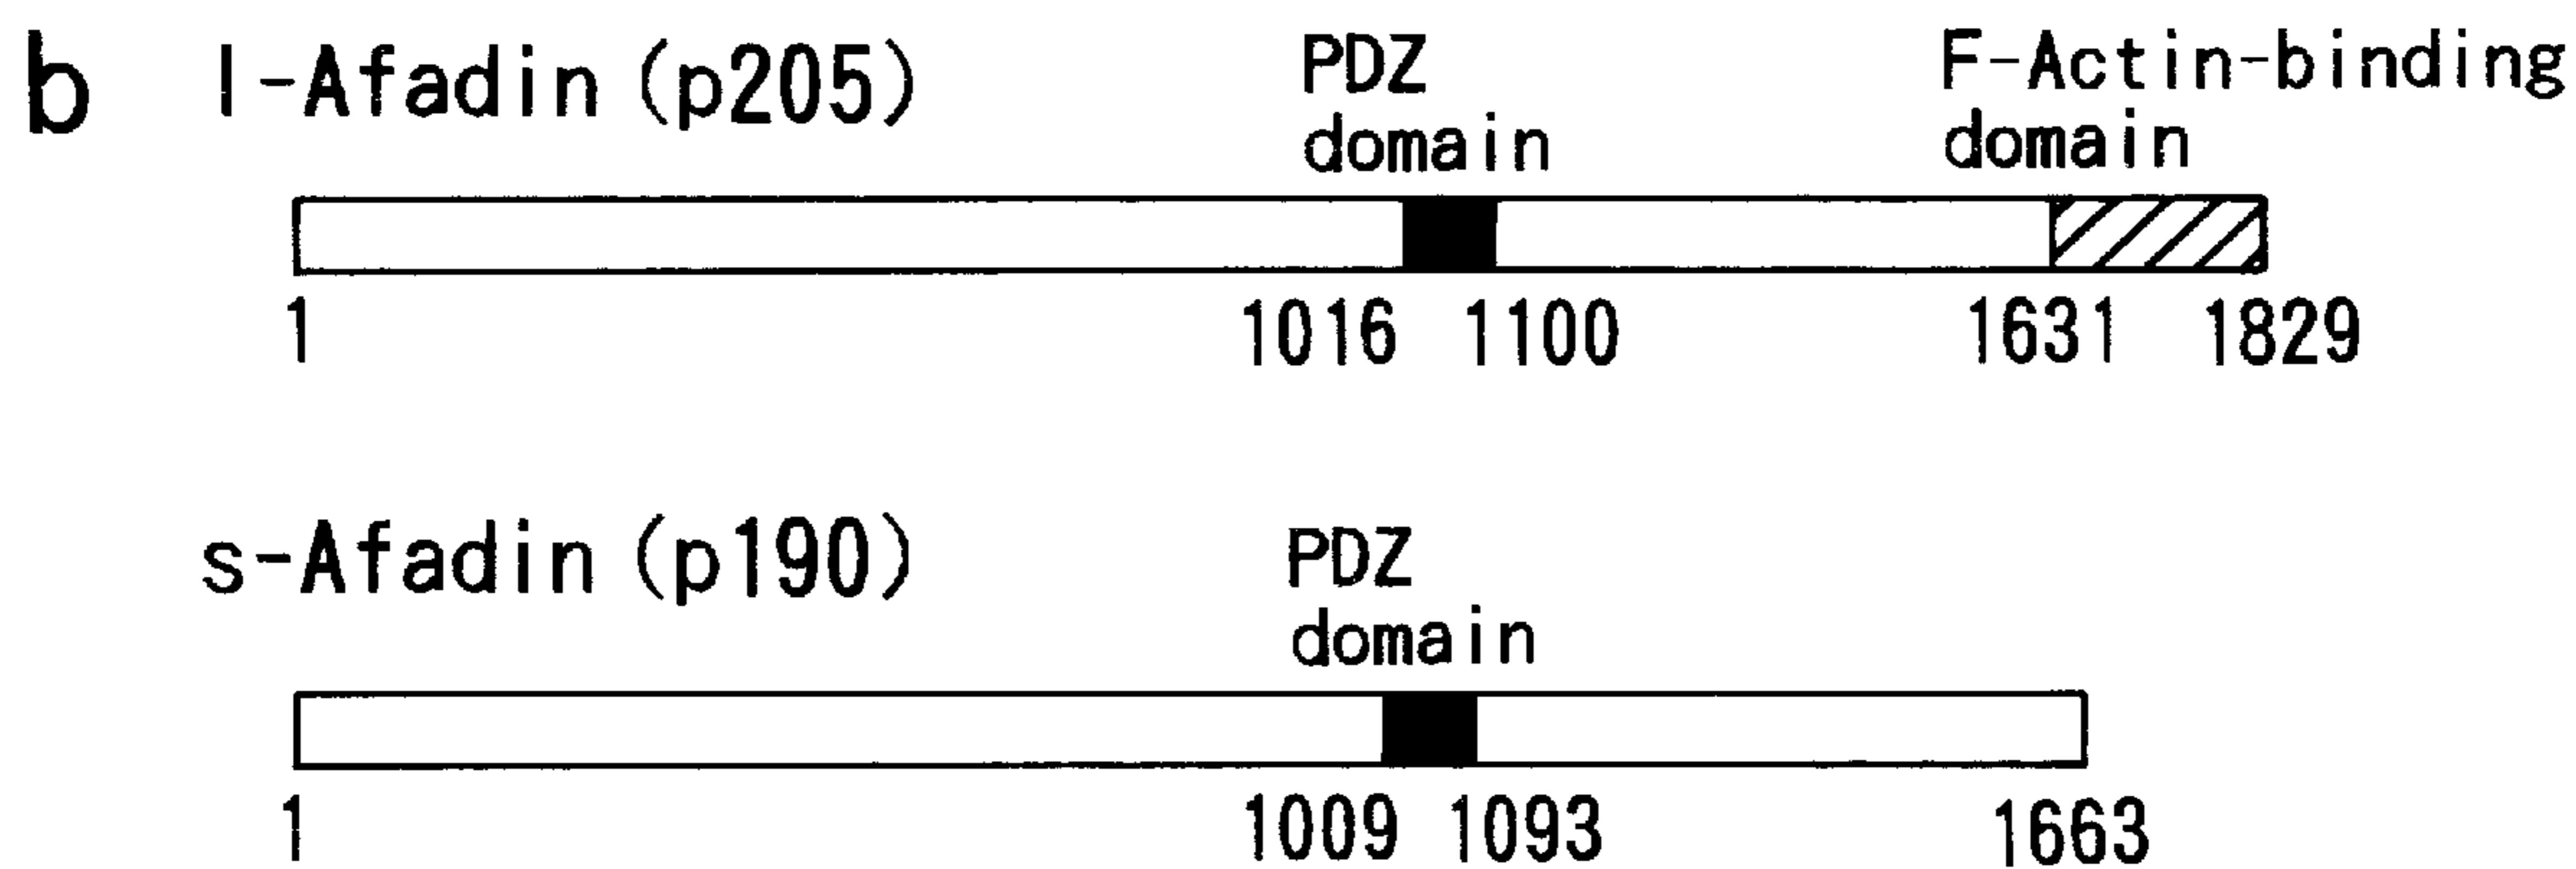 b l-Afadin (p205)
PDZ
domain
F-Actin-binding
domain
1 1016 1100 1631 1829
s-Afadin (p190)
PDZ
domain
1 1009 1093 1663